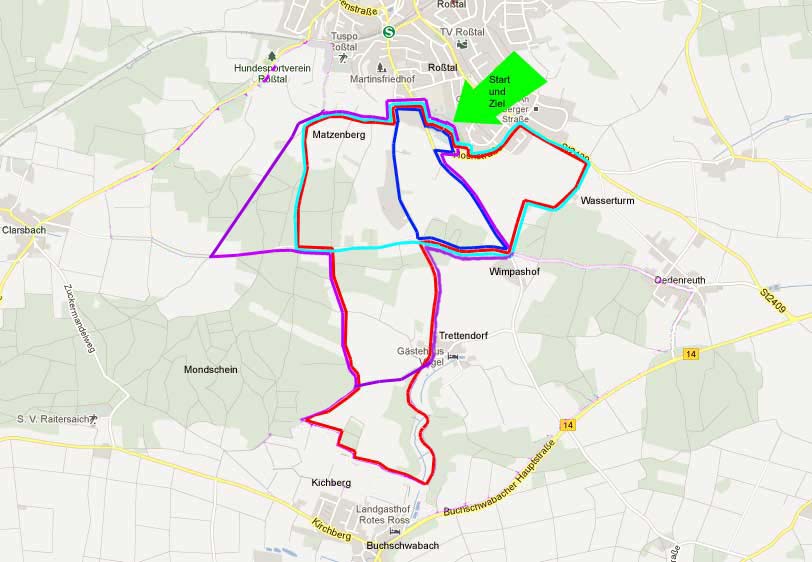 Roßtal
enstraße
S
Tuspo
Roßtal
TV Roßtal
Hundesportverein
Roßtal
Roßtal
Martinsfriedhof
Start
und
Ziel
An
berger
Straße
Matzenberg
St2409
Wasserturm
Clarsbach
Wimpashof
Oedenreuth
Zuckermandelweg
St2409
Trettendorf
14
Gästehaus
Vogel
Mondschein
S. V. Raitersaich
14
Buchschwabacher Hauptstraße
Kichberg
Landgasthof
Rotes Ross
Kirchberg
Buchschwabach